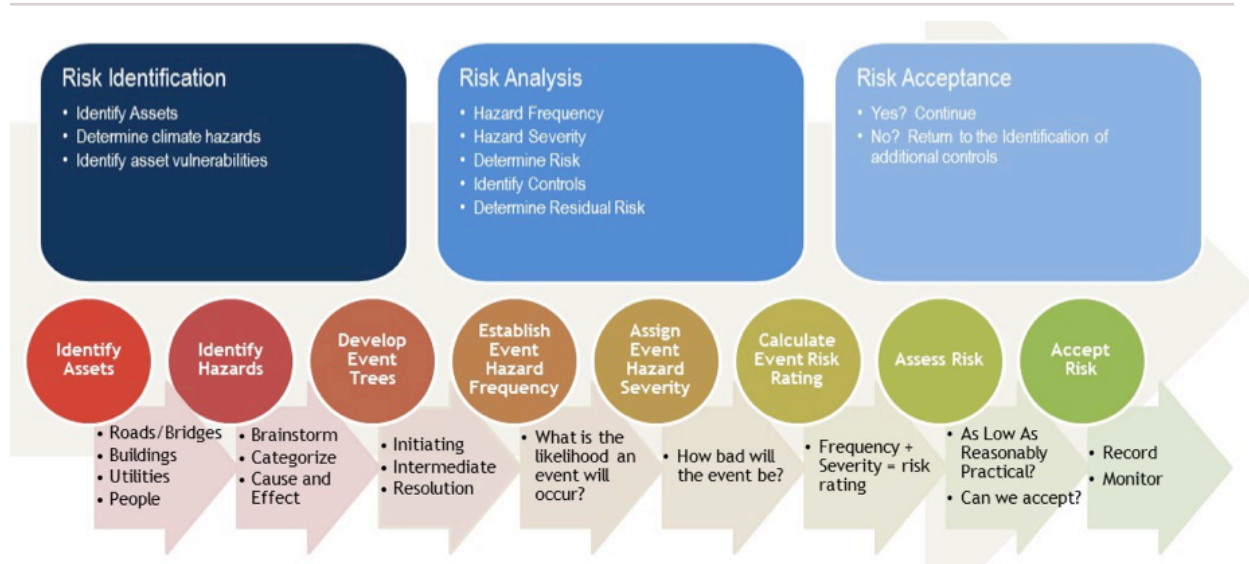 Risk Identification
• Identify Assets
• Determine climate hazards
• Identify asset vulnerabilities
Risk Analysis
• Hazard Frequency
• Hazard Severity
• Determine Risk
• Identify Controls
• Determine Residual Risk
Risk Acceptance
• Yes? Continue
• No? Return to the Identification of
additional controls
Identify
Assets
Identify
Hazards
Develop
Event
Trees
Establish
Event
Hazard
Frequency
Assign
Event
Hazard
Severity
Calculate
Event Risk
Rating
Assess Risk
Accept
Risk
• Roads/Bridges
• Buildings
• Utilities
• People
• Brainstorm
• Categorize
• Cause and
Effect
• Initiating
• Intermediate
• Resolution
• What is the
likelihood an
event will
occur?
• How bad will
the event be?
• Frequency +
Severity = risk
rating
• As Low As
Reasonably
Practical?
• Can we accept?
• Record
• Monitor